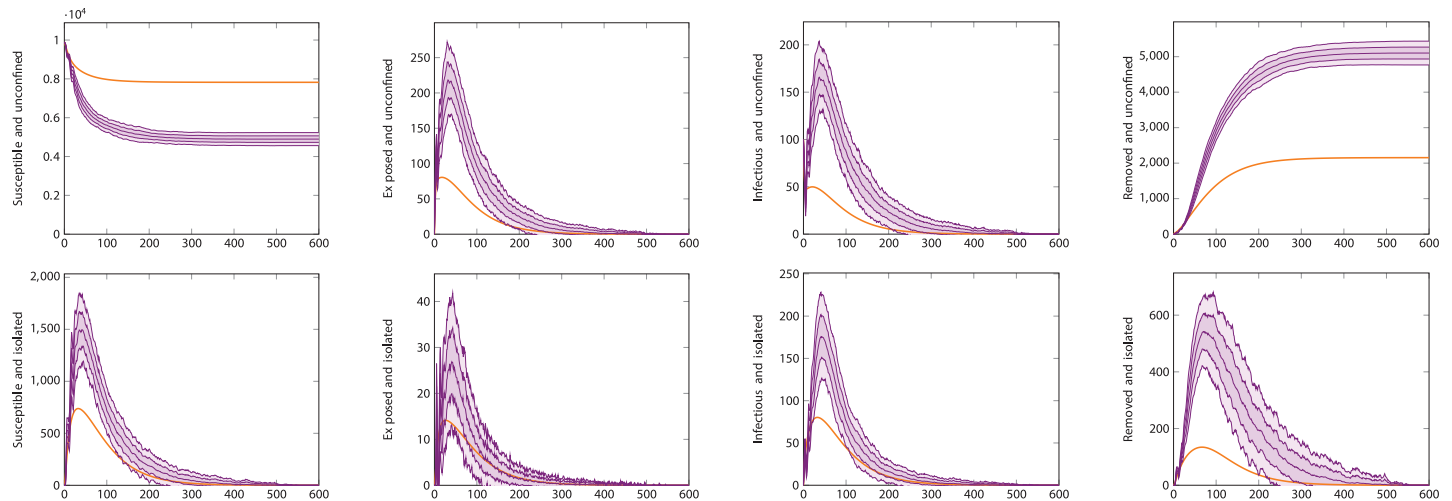 ·10⁴
Susceptible and unconfined
1
0.8
0.6
0.4
0.2
0
0 100 200 300 400 500 600
Ex posed and unconfined
250
200
150
100
50
0
0 100 200 300 400 500 600
Infectious and unconfined
200
150
100
50
0
0 100 200 300 400 500 600
Removed and unconfined
5,000
4,000
3,000
2,000
1,000
0
0 100 200 300 400 500 600
Susceptible and isolated
2,000
1,500
1,000
500
0
0 100 200 300 400 500 600
Ex posed and isolated
40
30
20
10
0
0 100 200 300 400 500 600
Infectious and isolated
250
200
150
100
50
0
0 100 200 300 400 500 600
Removed and isolated
600
400
200
0
0 100 200 300 400 500 600